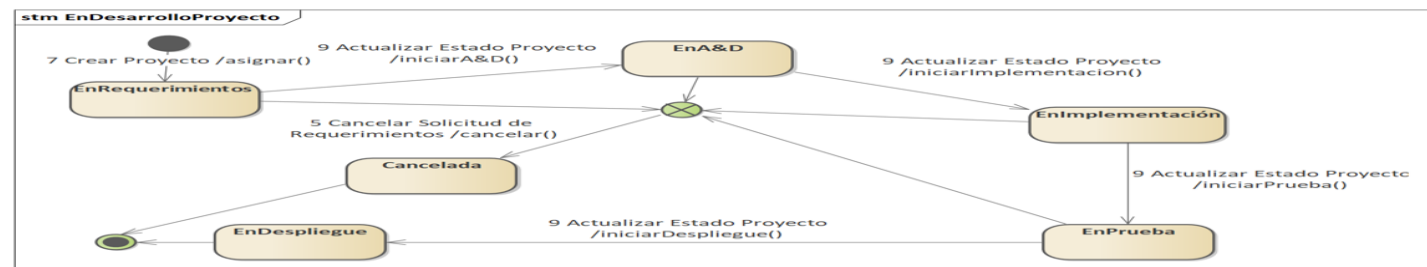 stm EnDesarrolloProyecto
7 Crear Proyecto /asignar()
EnRequerimientos
9 Actualizar Estado Proyecto
/iniciarA&D()
EnA&D
9 Actualizar Estado Proyecto
/iniciarImplementacion()
EnImplementación
5 Cancelar Solicitud de
Requerimientos /cancelar()
Cancelada
9 Actualizar Estado Proyectc
/iniciarPrueba()
EnDespliegue
9 Actualizar Estado Proyecto
/iniciarDespliegue()
EnPrueba